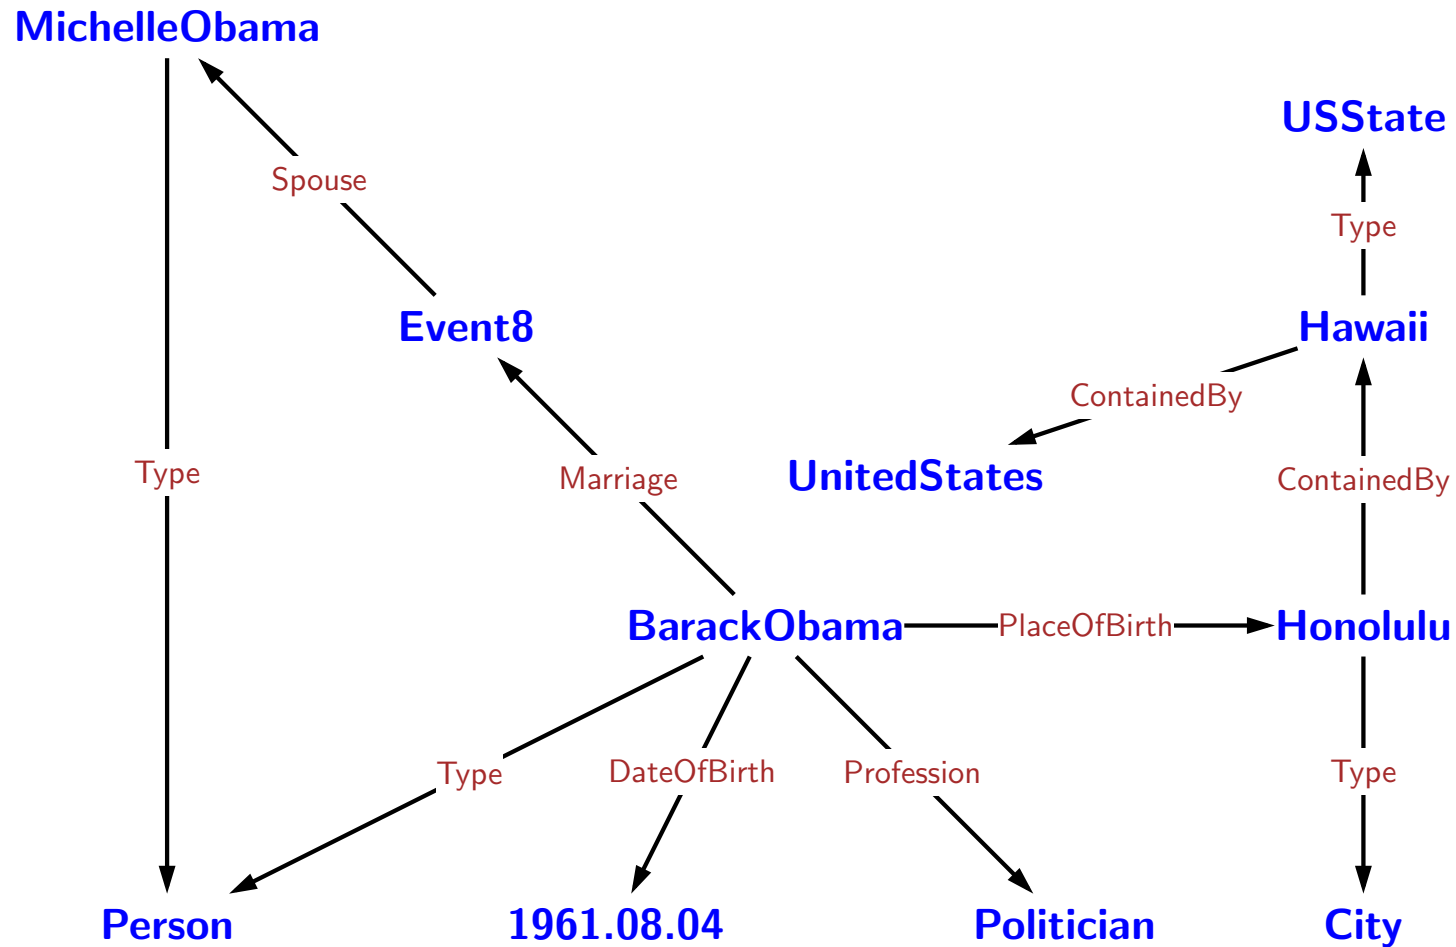 MichelleObama
USState
Spouse
Type
Event8
Hawaii
ContainedBy
Type
Marriage
UnitedStates
ContainedBy
BarackObama
PlaceOfBirth
Honolulu
Type
DateOfBirth
Profession
Type
Person
1961.08.04
Politician
City